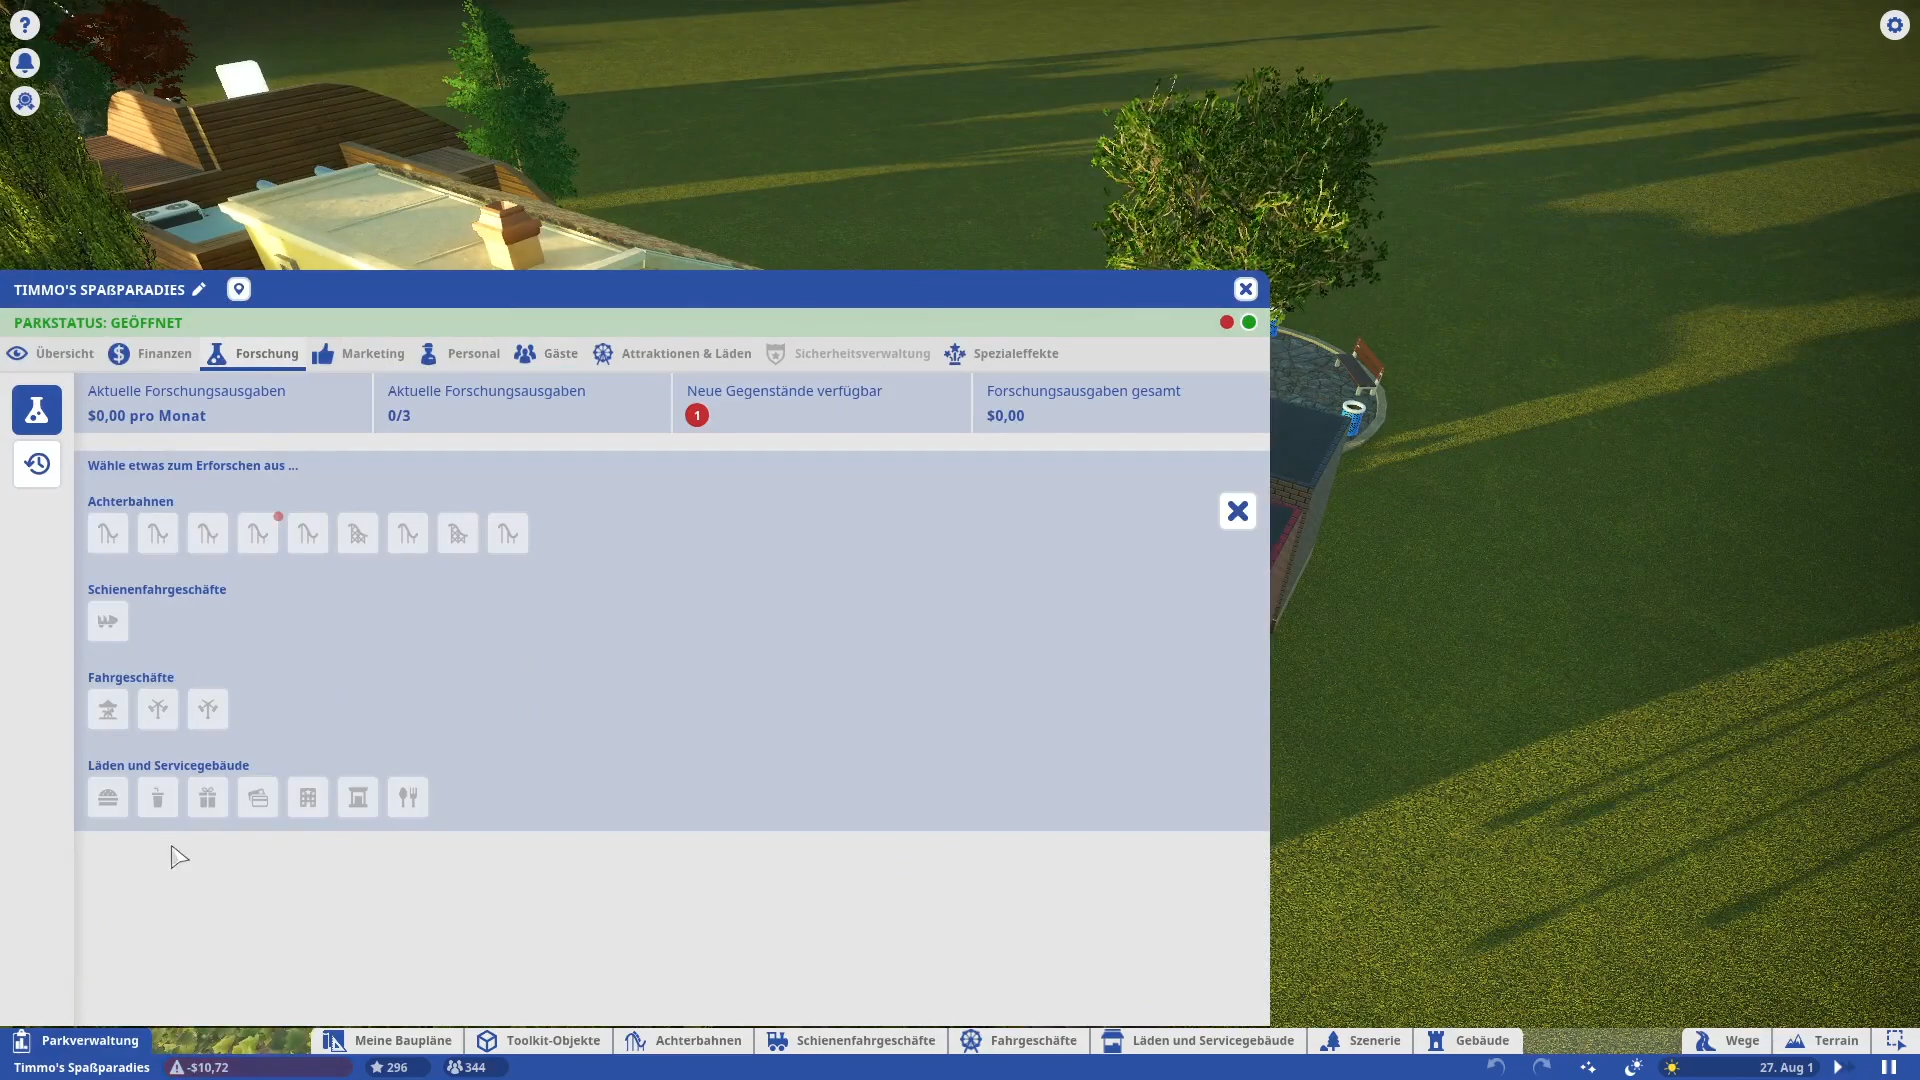 TIMMO'S SPAßPARADIES
PARKSTATUS: GEÖFFNET
Übersicht
Finanzen
Forschung
Marketing
Personal
Gäste
Attraktionen & Läden
Sicherheitsverwaltung
Spezialeffekte
Aktuelle Forschungsausgaben
$0,00 pro Monat
Aktuelle Forschungsausgaben
0/3
Neue Gegenstände verfügbar
1
Forschungsausgaben gesamt
$0,00
Wähle etwas zum Erforschen aus ...
Achterbahnen
Schienenfahrgeschäfte
Fahrgeschäfte
Läden und Servicegebäude
Parkverwaltung
Meine Baupläne
Toolkit-Objekte
Achterbahnen
Schienenfahrgeschäfte
Fahrgeschäfte
Läden und Servicegebäude
Szenerie
Gebäude
Wege
Terrain
Timmo's Spaßparadies
-$10,72
296
344
27. Aug 1